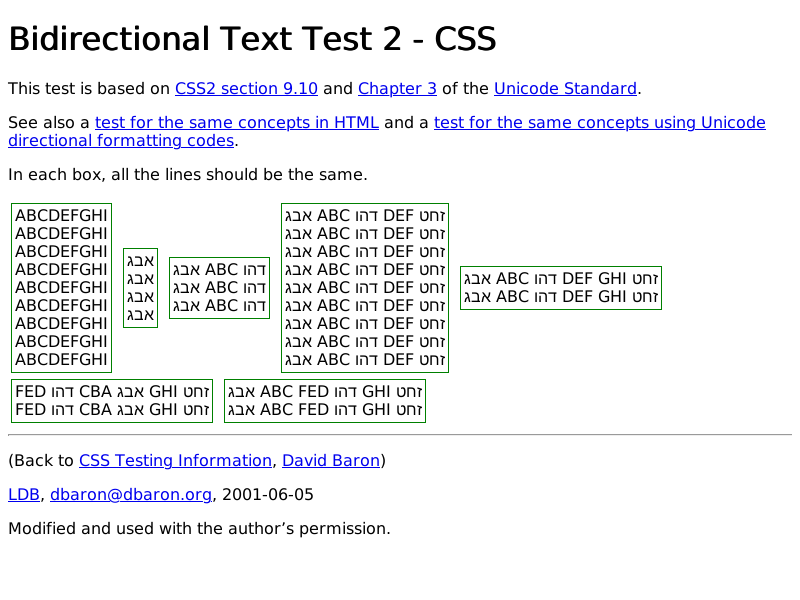 Bidirectional Text Test 2 - CSS
This test is based on CSS2 section 9.10 and Chapter 3 of the Unicode Standard.
See also a test for the same concepts in HTML and a test for the same concepts using Unicode
directional formatting codes.
In each box, all the lines should be the same.
ABCDEFGHI
ABCDEFGHI
ABCDEFGHI
ABCDEFGHI
ABCDEFGHI
ABCDEFGHI
ABCDEFGHI
ABCDEFGHI
ABCDEFGHI
אבג
אבג
אבג
אבג
אבג ABC דהו
אבג ABC דהו
אבג ABC דהו
אבג ABC דהו DEF זחט
אבג ABC דהו DEF זחט
אבג ABC דהו DEF זחט
אבג ABC דהו DEF זחט
אבג ABC דהו DEF זחט
אבג ABC דהו DEF זחט
אבג ABC דהו DEF זחט
אבג ABC דהו DEF זחט
אבג ABC דהו DEF זחט
אבג ABC דהו DEF GHI זחט
אבג ABC דהו DEF GHI זחט
FED דהו CBA אבג GHI זחט
FED דהו CBA אבג GHI זחט
אבג ABC FED דהו GHI זחט
אבג ABC FED דהו GHI זחט
(Back to CSS Testing Information, David Baron)
LDB, dbaron@dbaron.org, 2001-06-05
Modified and used with the author’s permission.